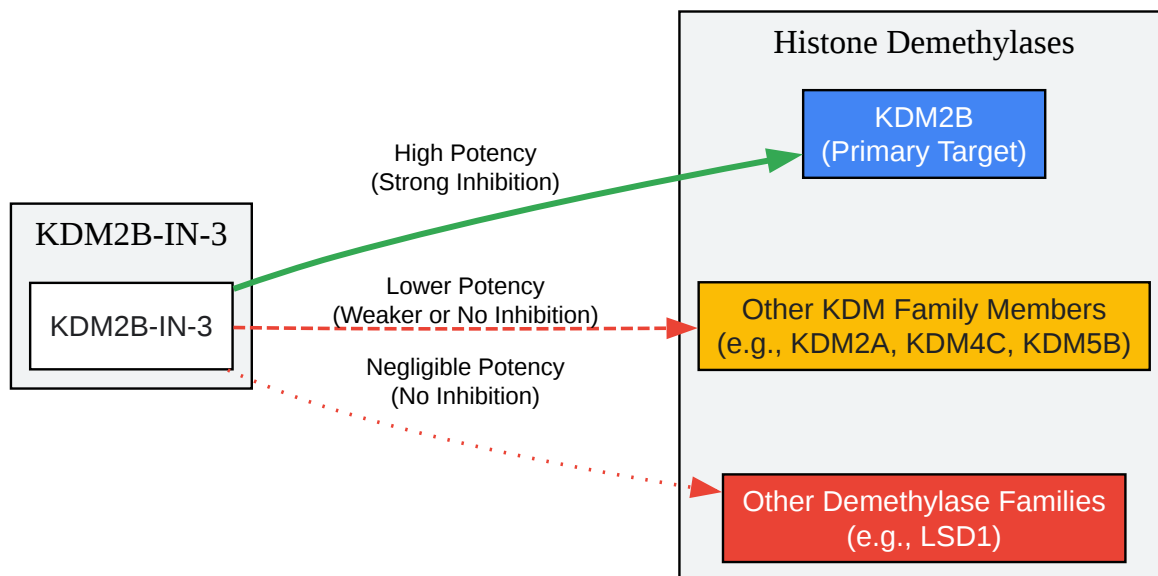 Histone Demethylases
KDM2B
(Primary Target)
High Potency
(Strong Inhibition)
KDM2B-IN-3
KDM2B-IN-3
Lower Potency
(Weaker or No Inhibition)
Other KDM Family Members
(e.g., KDM2A, KDM4C, KDM5B)
Negligible Potency
(No Inhibition)
Other Demethylase Families
(e.g., LSD1)